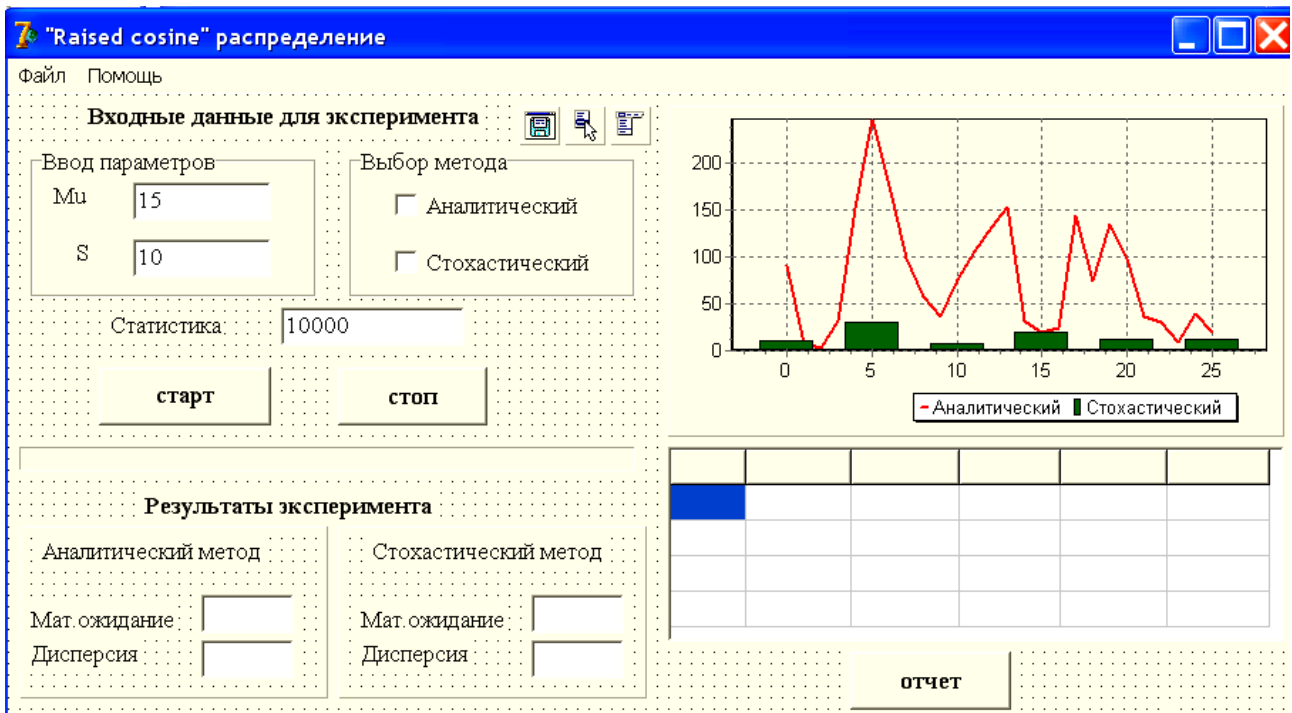 "Raised cosine" распределение
Файл Помощь
Входные данные для эксперимента
Ввод параметров
Mu 15
S 10
Выбор метода
Аналитический
Стохастический
Статистика 10000
старт стоп
200
150
100
50
0
0 5 10 15 20 25
Аналитический Стохастический
Результаты эксперимента
Аналитический метод
Мат.ожидание
Дисперсия
Стохастический метод
Мат.ожидание
Дисперсия
отчет